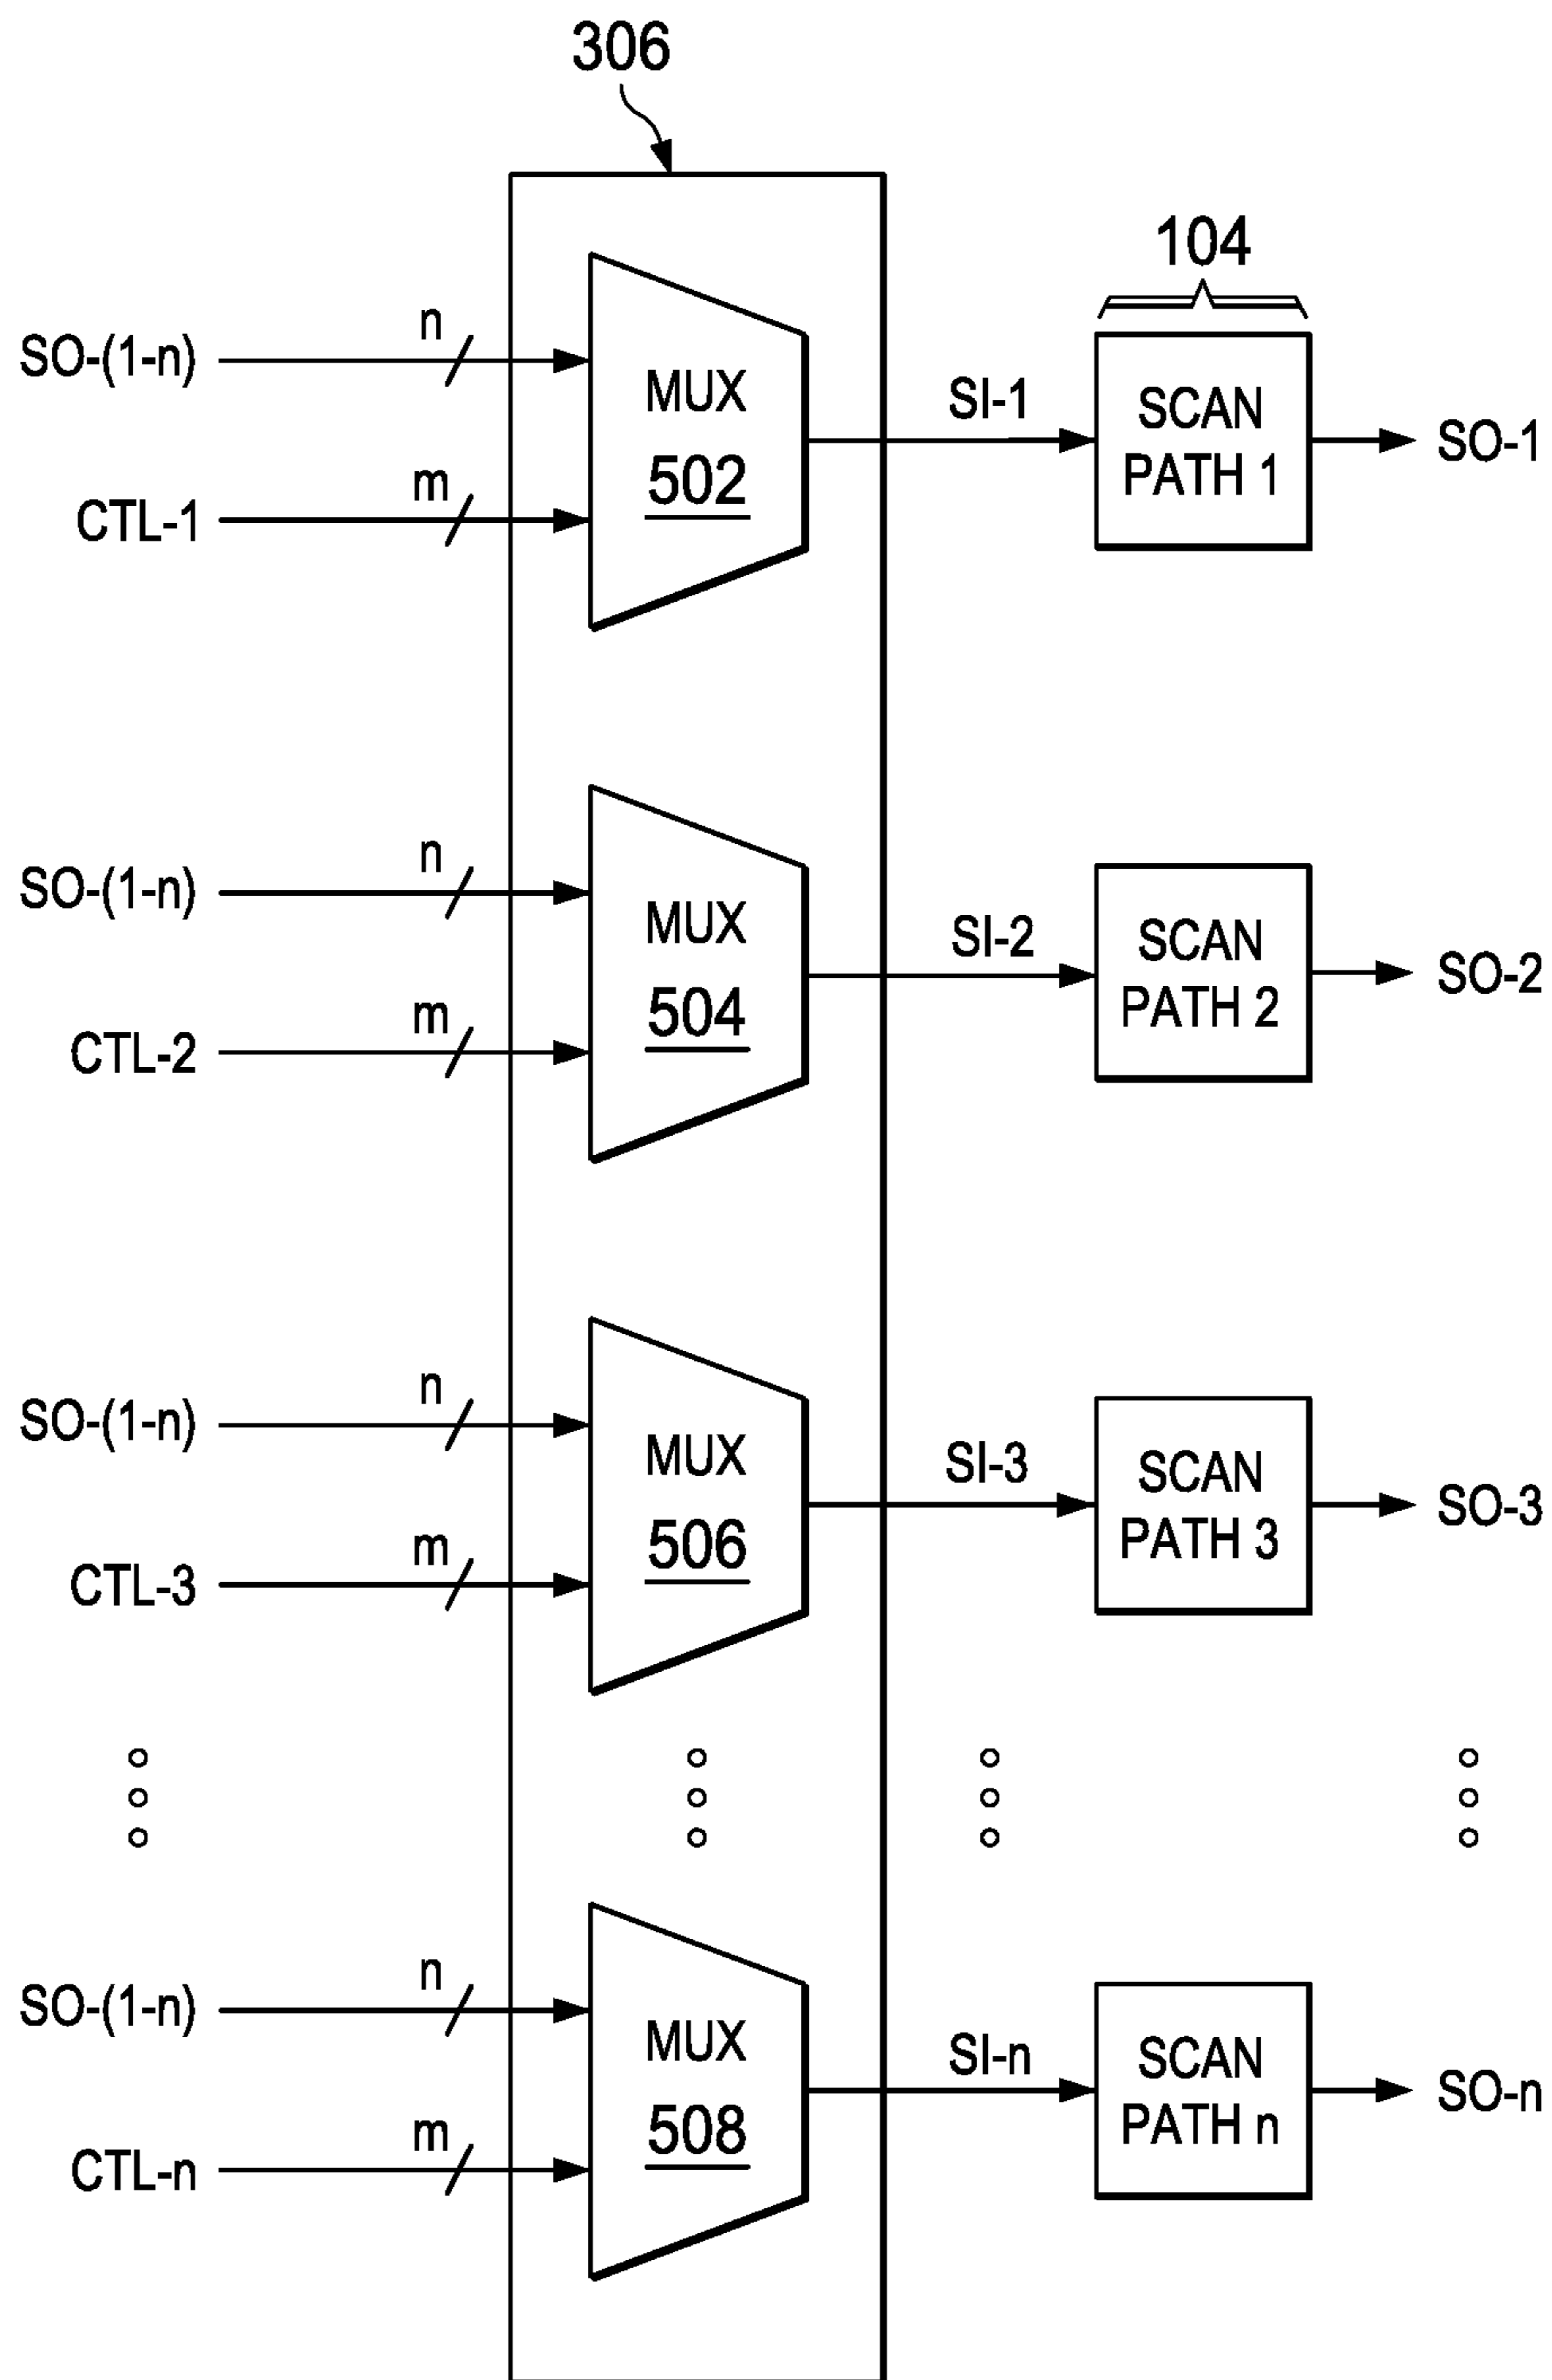 306
104
n
SO-(1-n)
MUX
502
m
CTL-1
SI-1
SCAN
PATH 1
SO-1
n
SO-(1-n)
MUX
504
m
CTL-2
SI-2
SCAN
PATH 2
SO-2
n
SO-(1-n)
MUX
506
m
CTL-3
SI-3
SCAN
PATH 3
SO-3
n
SO-(1-n)
MUX
508
m
CTL-n
SI-n
SCAN
PATH n
SO-n